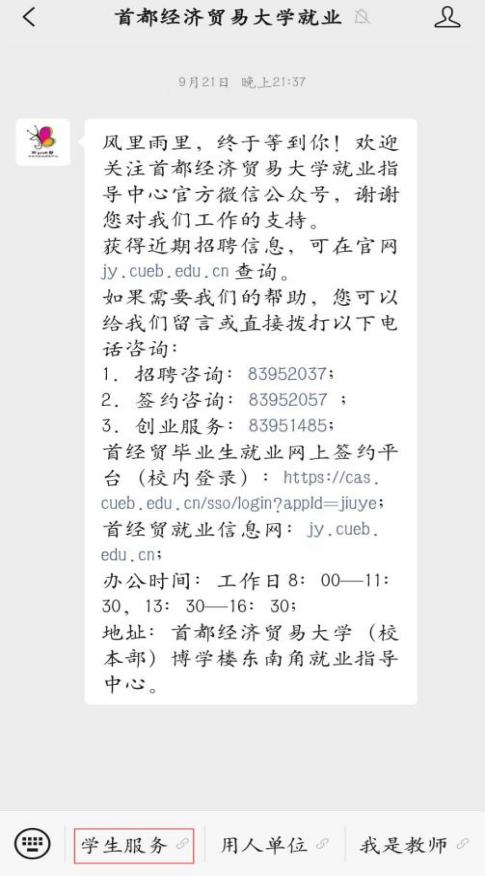 首都经济贸易大学就业
9月21日 晚上21:37
风里雨里，终于等到你！欢迎
关注首都经济贸易大学就业指
导中心官方微信公众号，谢谢
您对我们工作的支持。
获得近期招聘信息，可在官网
jy.cueb.edu.cn 查询。
如果需要我们的帮助，您可以
给我们留言或直接拨打以下电
话咨询：
1. 招聘咨询：83952037；
2. 签约咨询：83952057 ；
3. 创业服务：83951485；
首经贸毕业生就业网上签约平
台（校内登录）：https://cas.
cueb.edu.cn/sso/login?appId=jiuye；
首经贸就业信息网：jy.cueb.
edu.cn；
办公时间：工作日8：00—11：
30，13：30—16：30；
地址：首都经济贸易大学（校
本部）博学楼东南角就业指导
中心。
学生服务 用人单位 我是教师